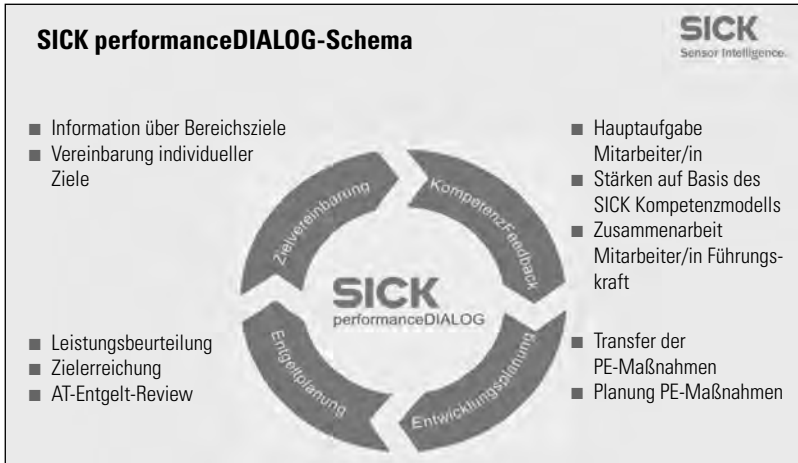 SICK performanceDIALOG-Schema
SICK
Sensor Intelligence.
■ Information über Bereichsziele
■ Vereinbarung individueller
Ziele
■ Hauptaufgabe
Mitarbeiter/in
■ Stärken auf Basis des
SICK Kompetenzmodells
■ Zusammenarbeit
Mitarbeiter/in Führungs-
kraft
Zielvereinbarung
KompetenzFeedback
SICK
performanceDIALOG
Entgeltplanung
Entwicklungsplanung
■ Leistungsbeurteilung
■ Zielerreichung
■ AT-Entgelt-Review
■ Transfer der
PE-Maßnahmen
■ Planung PE-Maßnahmen